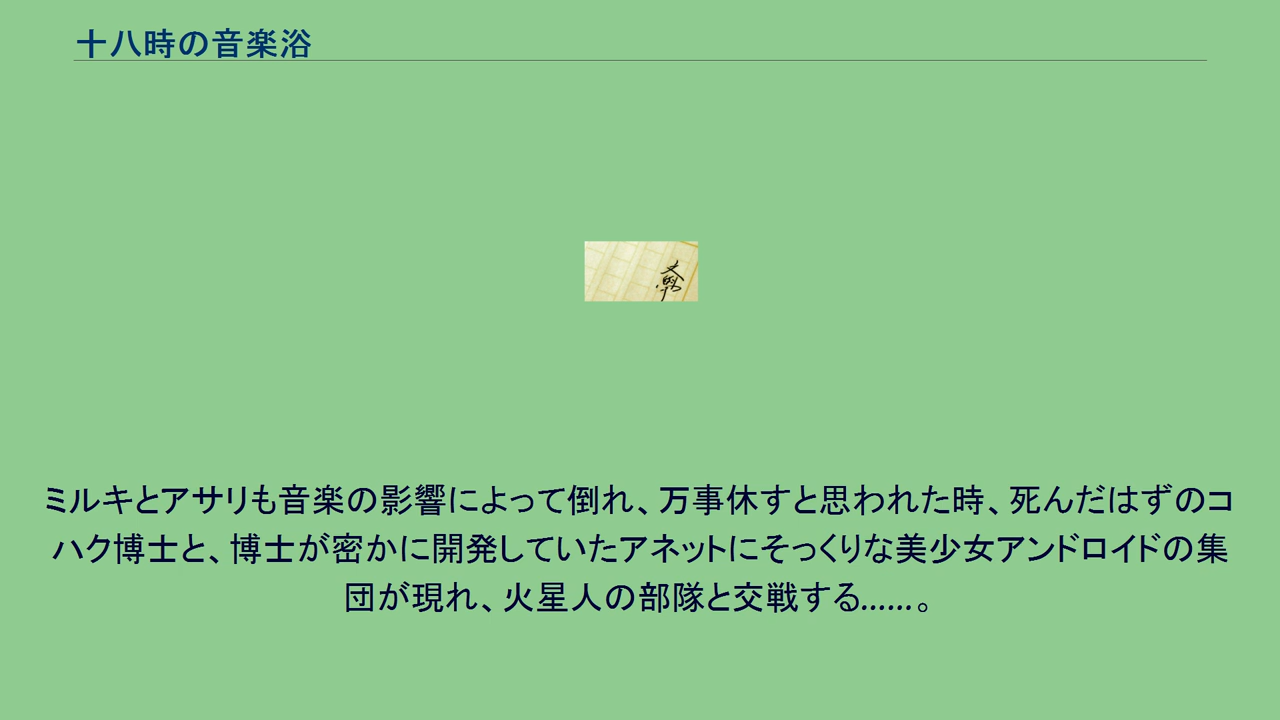 十八時の音楽浴
ミルキとアサリも音楽の影響によって倒れ、万事休すと思われた時、死んだはずのコ
ハク博士と、博士が密かに開発していたアネットにそっくりな美少女アンドロイドの集
団が現れ、火星人の部隊と交戦する……。